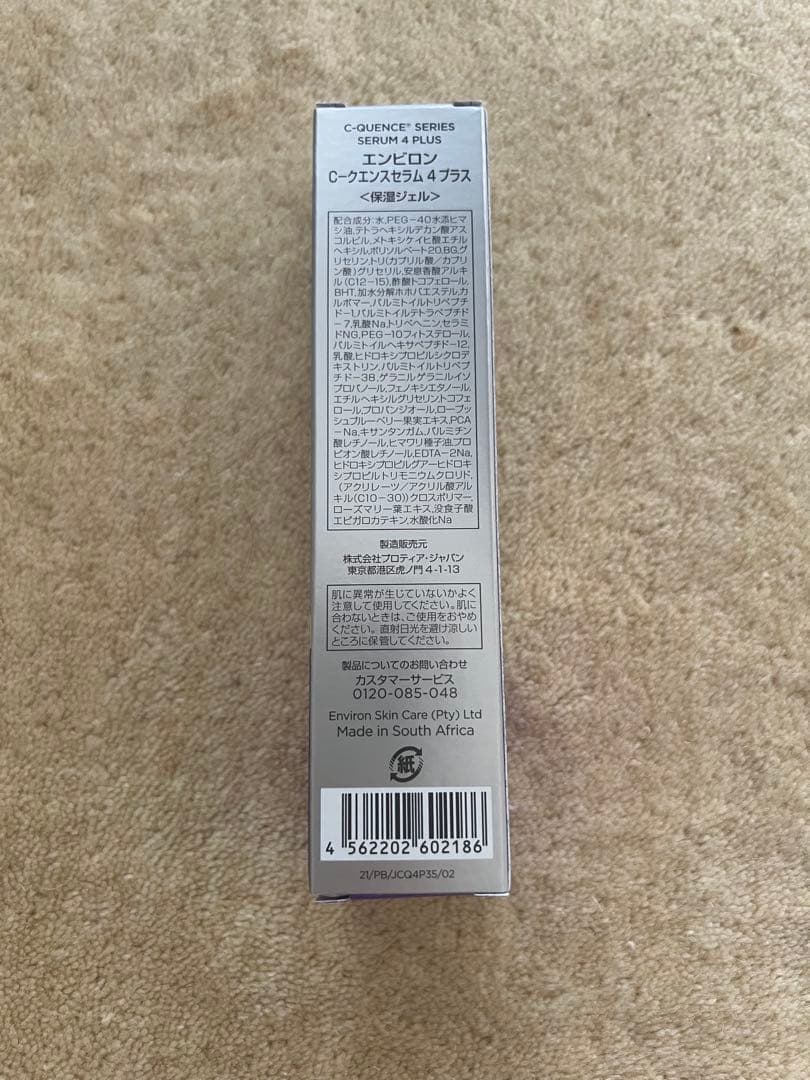 C-QUENCE® SERIES
SERUM 4 PLUS
エンビロン
C-クエンスセラム 4 プラス
<保湿ジェル>
配合成分:水,PEG-40水添ヒマ
シ油,テトラヘキシルデカン酸アス
コルビル,メトキシケイヒ酸エチル
ヘキシル,ポリソルベート20,BG,グ
リセリン,トリ(カプリル酸/カプリ
ン酸)グリセリル,安息香酸アルキ
ル(C12-15),酢酸トコフェロール,
BHT,加水分解ホホバエステル,カ
ルボマー,パルミトイルトリペプチ
ド-1,パルミトイルテトラペプチド
-7,乳酸Na,トリベヘニン,セラミ
ドNG,PEG-10フィトステロール,
パルミトイルヘキサペプチド-12,
乳酸,ヒドロキシプロピルシクロデ
キストリン,パルミトイルトリペプ
チド-38,ゲラニルゲラニルイソ
プロパノール,フェノキシエタノール,
エチルヘキシルグリセリン,トコフェ
ロール,プロパンジオール,ローブッ
シュブルーベリー果実エキス,PCA
-Na,キサンタンガム,パルミチン
酸レチノール,ヒマワリ種子油,プロ
ピオン酸レチノール,EDTA-2Na,
ヒドロキシプロピルグアーヒドロキ
シプロピルトリモニウムクロリド,
(アクリレーツ/アクリル酸アル
キル(C10-30))クロスポリマー,
ローズマリー葉エキス,没食子酸
エピガロカテキン,水酸化Na
製造販売元
株式会社プロティア・ジャパン
東京都港区虎ノ門 4-1-13
肌に異常が生じていないかよく
注意して使用してください。肌に
合わないときは、ご使用をおやめ
ください。直射日光を避け涼しい
ところに保管してください。
製品についてのお問い合わせ
カスタマーサービス
0120-085-048
Environ Skin Care (Pty) Ltd
Made in South Africa
紙
4 562202 602186
21/PB/JCQ4P35/02